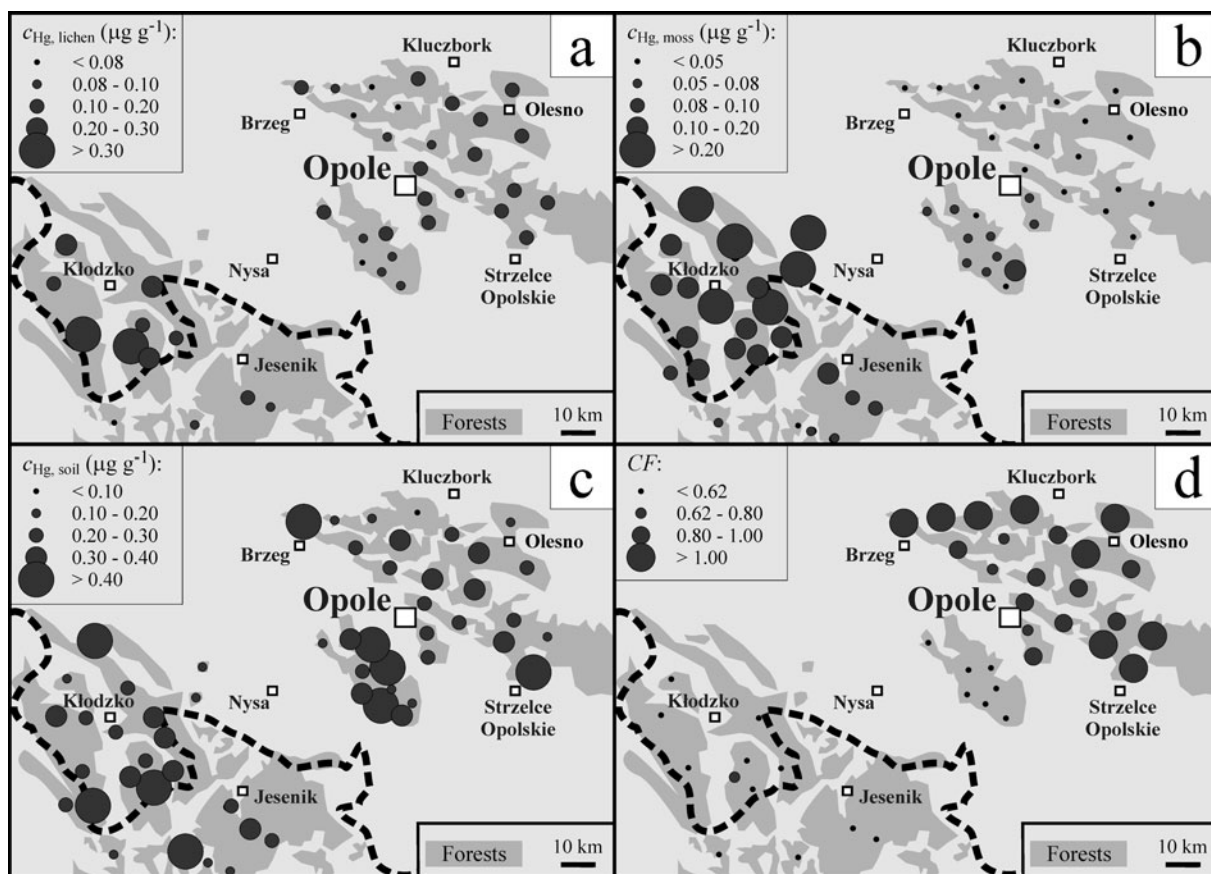 c Hg, lichen (µg g⁻¹):
< 0.08
0.08 - 0.10
0.10 - 0.20
0.20 - 0.30
> 0.30
a
Kluczbork
Brzeg
Olesno
Opole
Kłodzko
Nysa
Strzelce
Opolskie
Jesenik
Forests
10 km
c Hg, moss (µg g⁻¹):
< 0.05
0.05 - 0.08
0.08 - 0.10
0.10 - 0.20
> 0.20
b
Kluczbork
Brzeg
Olesno
Opole
Kłodzko
Nysa
Strzelce
Opolskie
Jesenik
Forests
10 km
c Hg, soil (µg g⁻¹):
< 0.10
0.10 - 0.20
0.20 - 0.30
0.30 - 0.40
> 0.40
c
Kluczbork
Brzeg
Olesno
Opole
Kłodzko
Nysa
Strzelce
Opolskie
Jesenik
Forests
10 km
CF:
< 0.62
0.62 - 0.80
0.80 - 1.00
> 1.00
d
Kluczbork
Brzeg
Olesno
Opole
Kłodzko
Nysa
Strzelce
Opolskie
Jesenik
Forests
10 km